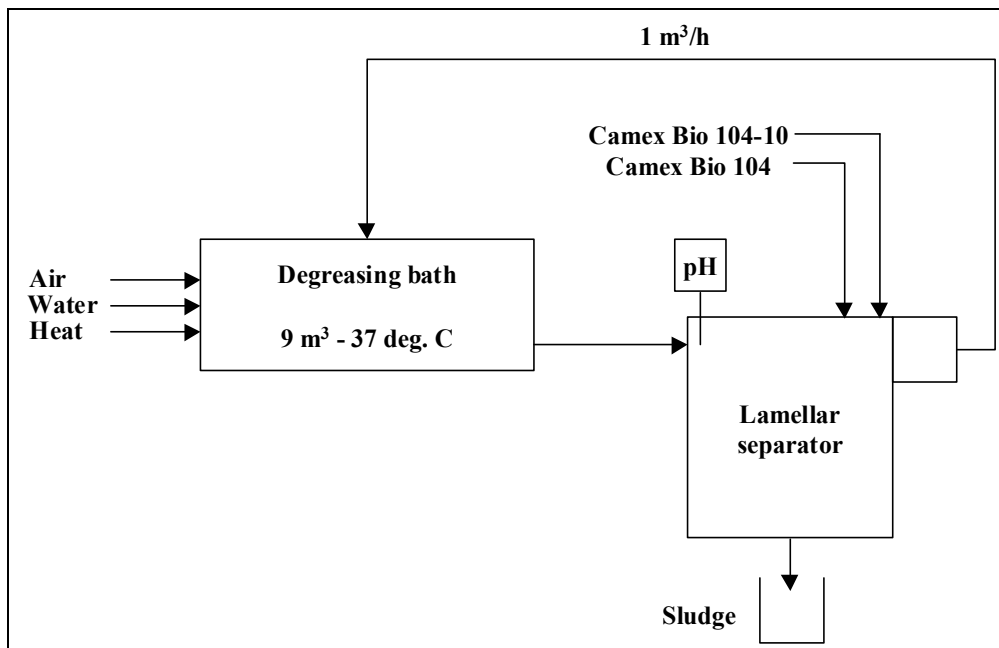 1 m³/h
Camex Bio 104-10
Camex Bio 104
pH
Air
Water
Heat
Degreasing bath
9 m³ - 37 deg. C
Lamellar
separator
Sludge